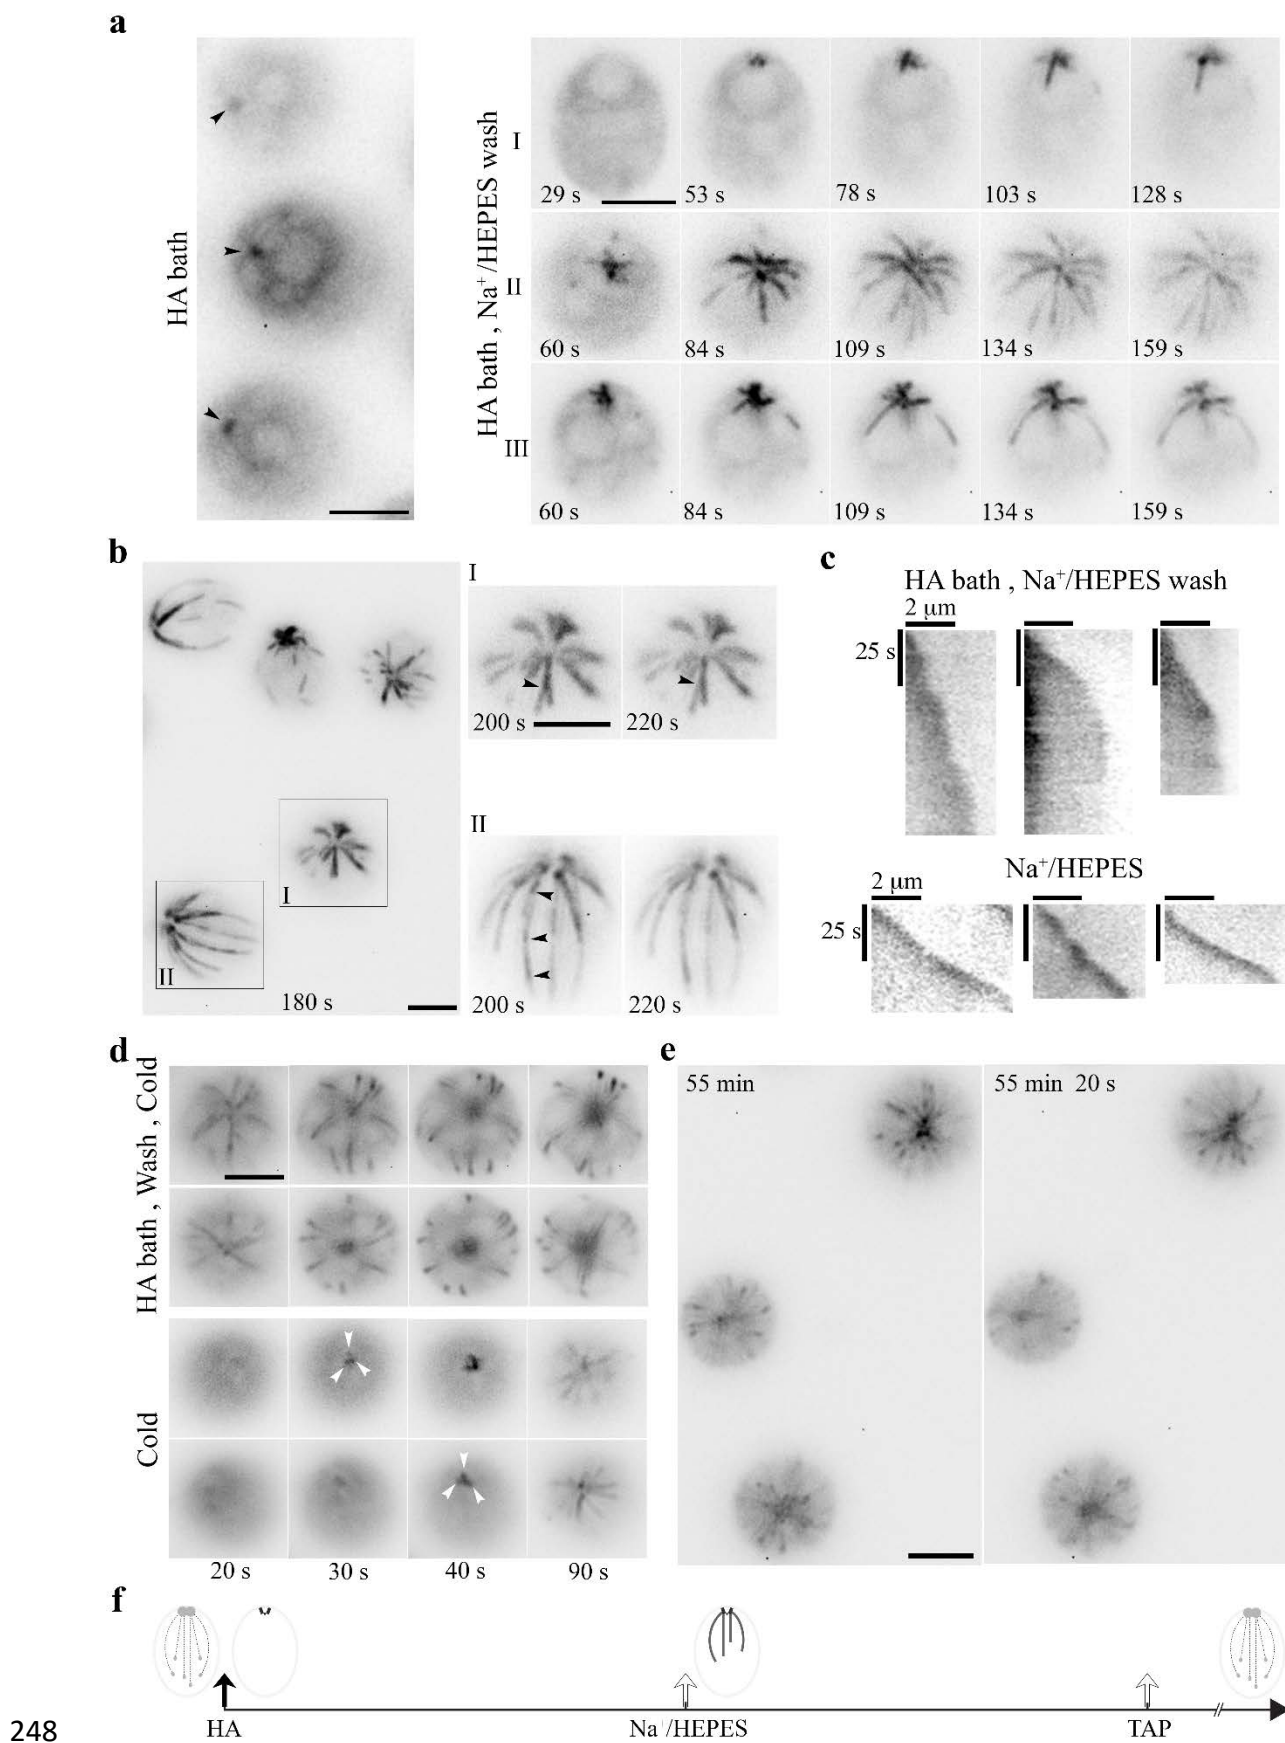 a
HA bath
HA bath , Na⁺/HEPES wash
I
29 s
53 s
78 s
103 s
128 s
II
60 s
84 s
109 s
134 s
159 s
III
60 s
84 s
109 s
134 s
159 s
b
I
II
180 s
I
200 s
220 s
II
200 s
220 s
c
HA bath , Na⁺/HEPES wash
2 µm
25 s
Na⁺/HEPES
2 µm
25 s
d
HA bath , Wash , Cold
Cold
20 s
30 s
40 s
90 s
e
55 min
55 min 20 s
f
HA
Na⁺/HEPES
TAP
248